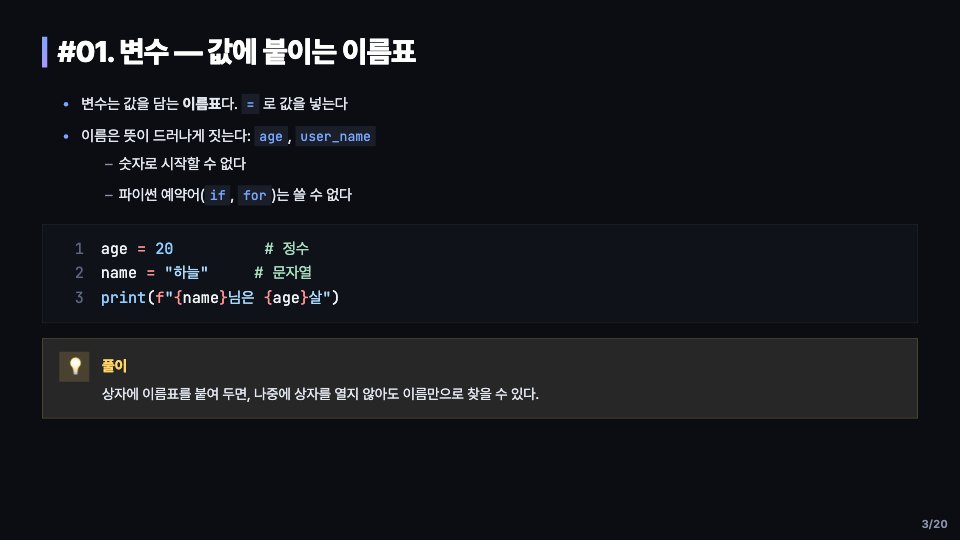 #01. 변수 — 값에 붙이는 이름표
• 변수는 값을 담는 이름표다. = 로 값을 넣는다
• 이름은 뜻이 드러나게 짓는다: age, user_name
– 숫자로 시작할 수 없다
– 파이썬 예약어(if, for)는 쓸 수 없다
1 age = 20          # 정수
2 name = "하늘"     # 문자열
3 print(f"{name}님은 {age}살")
💡 풀이
상자에 이름표를 붙여 두면, 나중에 상자를 열지 않아도 이름만으로 찾을 수 있다.
3/20